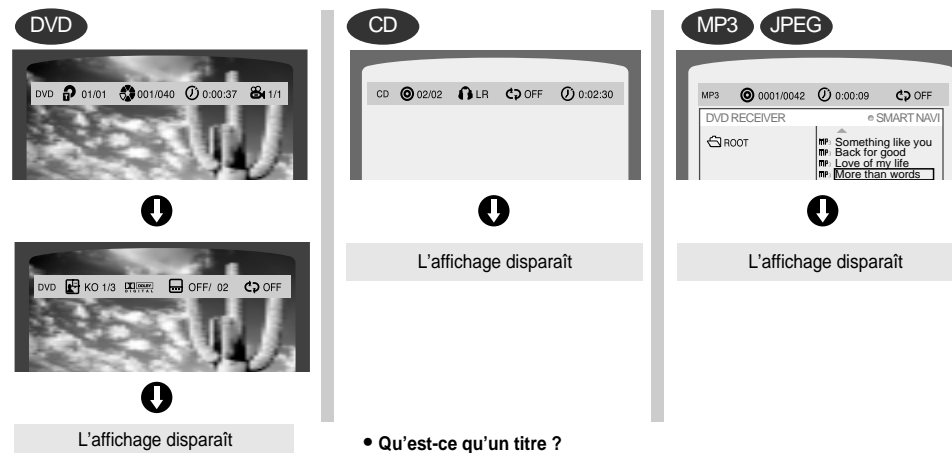 DVD
DVD 01/01 001/040 0:00:37 1/1
DVD KO 1/3 DOLBY DIGITAL OFF/ 02 OFF
L'affichage disparaît
CD
CD 02/02 LR OFF 0:02:30
L'affichage disparaît
• Qu'est-ce qu'un titre ?
MP3 JPEG
MP3 0001/0042 0:00:09 OFF
DVD RECEIVER SMART NAVI
ROOT
Something like you
Back for good
Love of my life
More than words
L'affichage disparaît